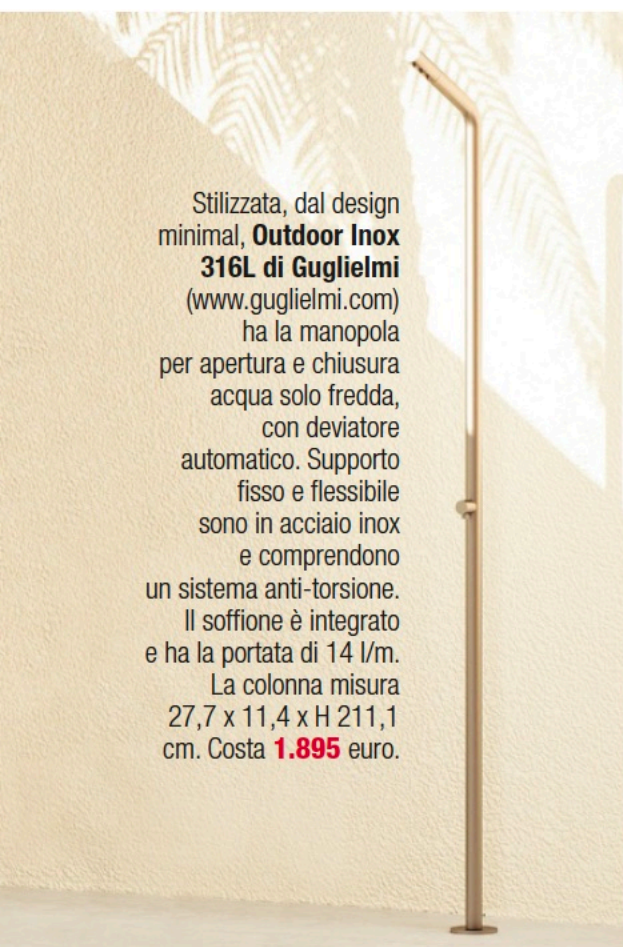 Stilizzata, dal design
minimal, Outdoor Inox
316L di Guglielmi
(www.guglielmi.com)
ha la manopola
per apertura e chiusura
acqua solo fredda,
con deviatore
automatico. Supporto
fisso e flessibile
sono in acciaio inox
e comprendono
un sistema anti-torsione.
Il soffione è integrato
e ha la portata di 14 l/m.
La colonna misura
27,7 x 11,4 x H 211,1
cm. Costa 1.895 euro.